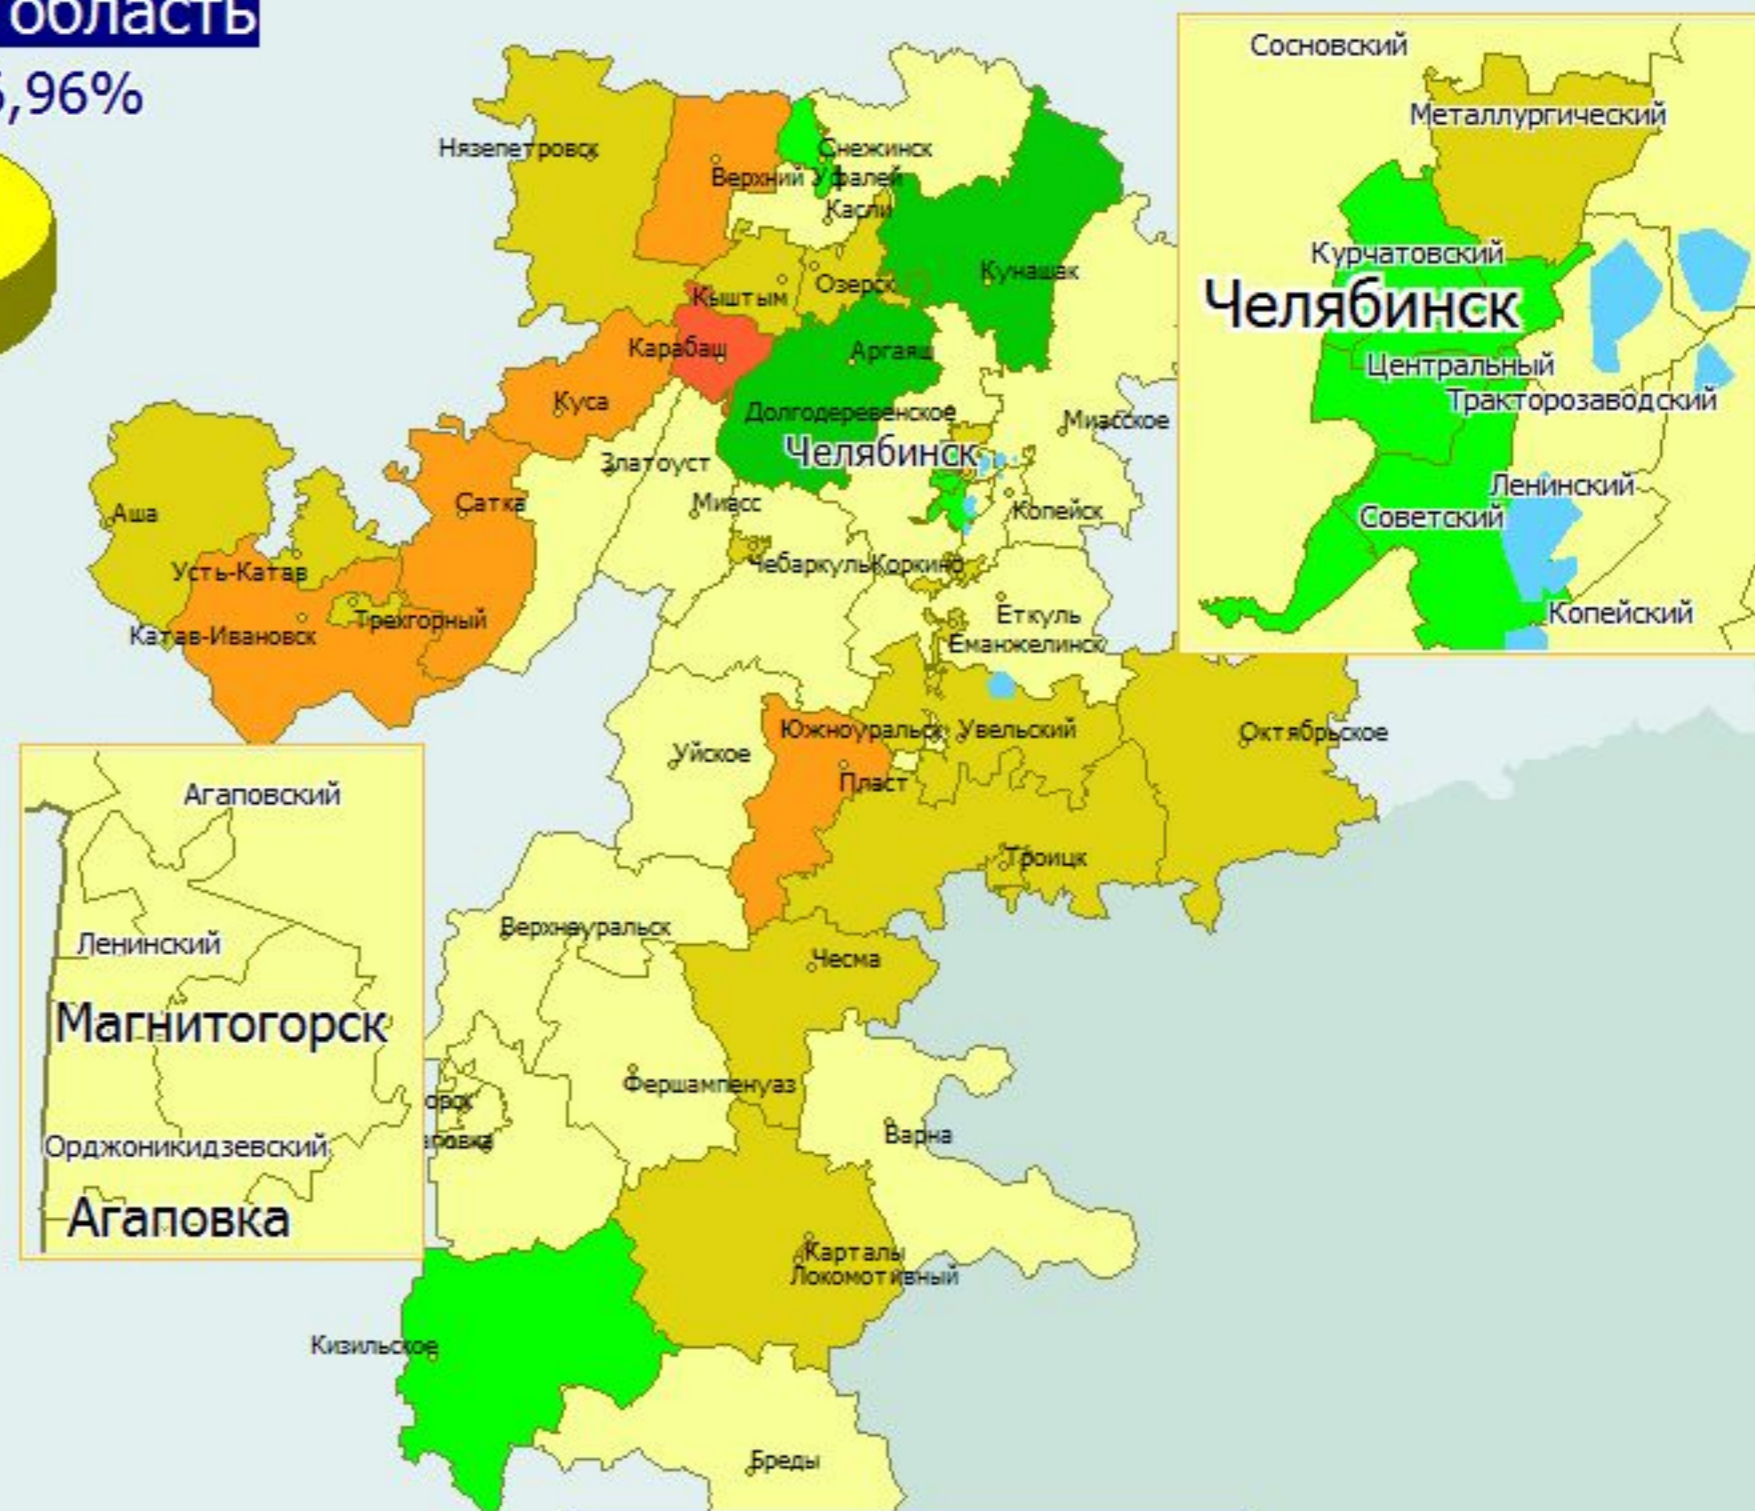 область
5,96%
Сосновский
Металлургический
Курчатовский
Челябинск
Центральный
Тракторозаводский
Ленинский
Советский
Копейский
Нязепетровск
Снежинск
Верхний Уфалей
Касли
Кунашак
Озерск
Кыштым
Карабаш
Аргаяш
Куса
Долгодеревенское
Миасское
Челябинск
Златоуст
Миасс
Сатка
Копейск
Аша
Чебаркуль
Коркино
Усть-Катав
Еткуль
Трехгорный
Катав-Ивановск
Еманжелинск
Южноуральск
Увельский
Октябрьское
Уйское
Пласт
Троицк
Агаповский
Ленинский
Магнитогорск
Орджоникидзевский
Агаповка
Верхнеуральск
Чесма
Фершампенуаз
орск
аповка
Варна
Карталы
Локомотивный
Кизильское
Бреды